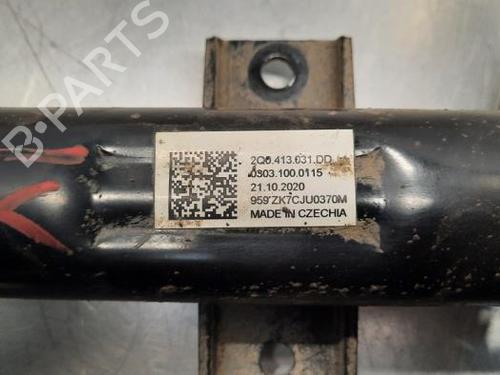 B-PARTS
2Q0.413.031.DD
0303.100.0115
21.10.2020
959'ZK7CJU0370M
MADE IN CZECHIA